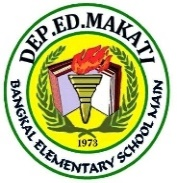 DEP.ED.MAKATI
1973
BANGKAL ELEMENTARY SCHOOL MAIN